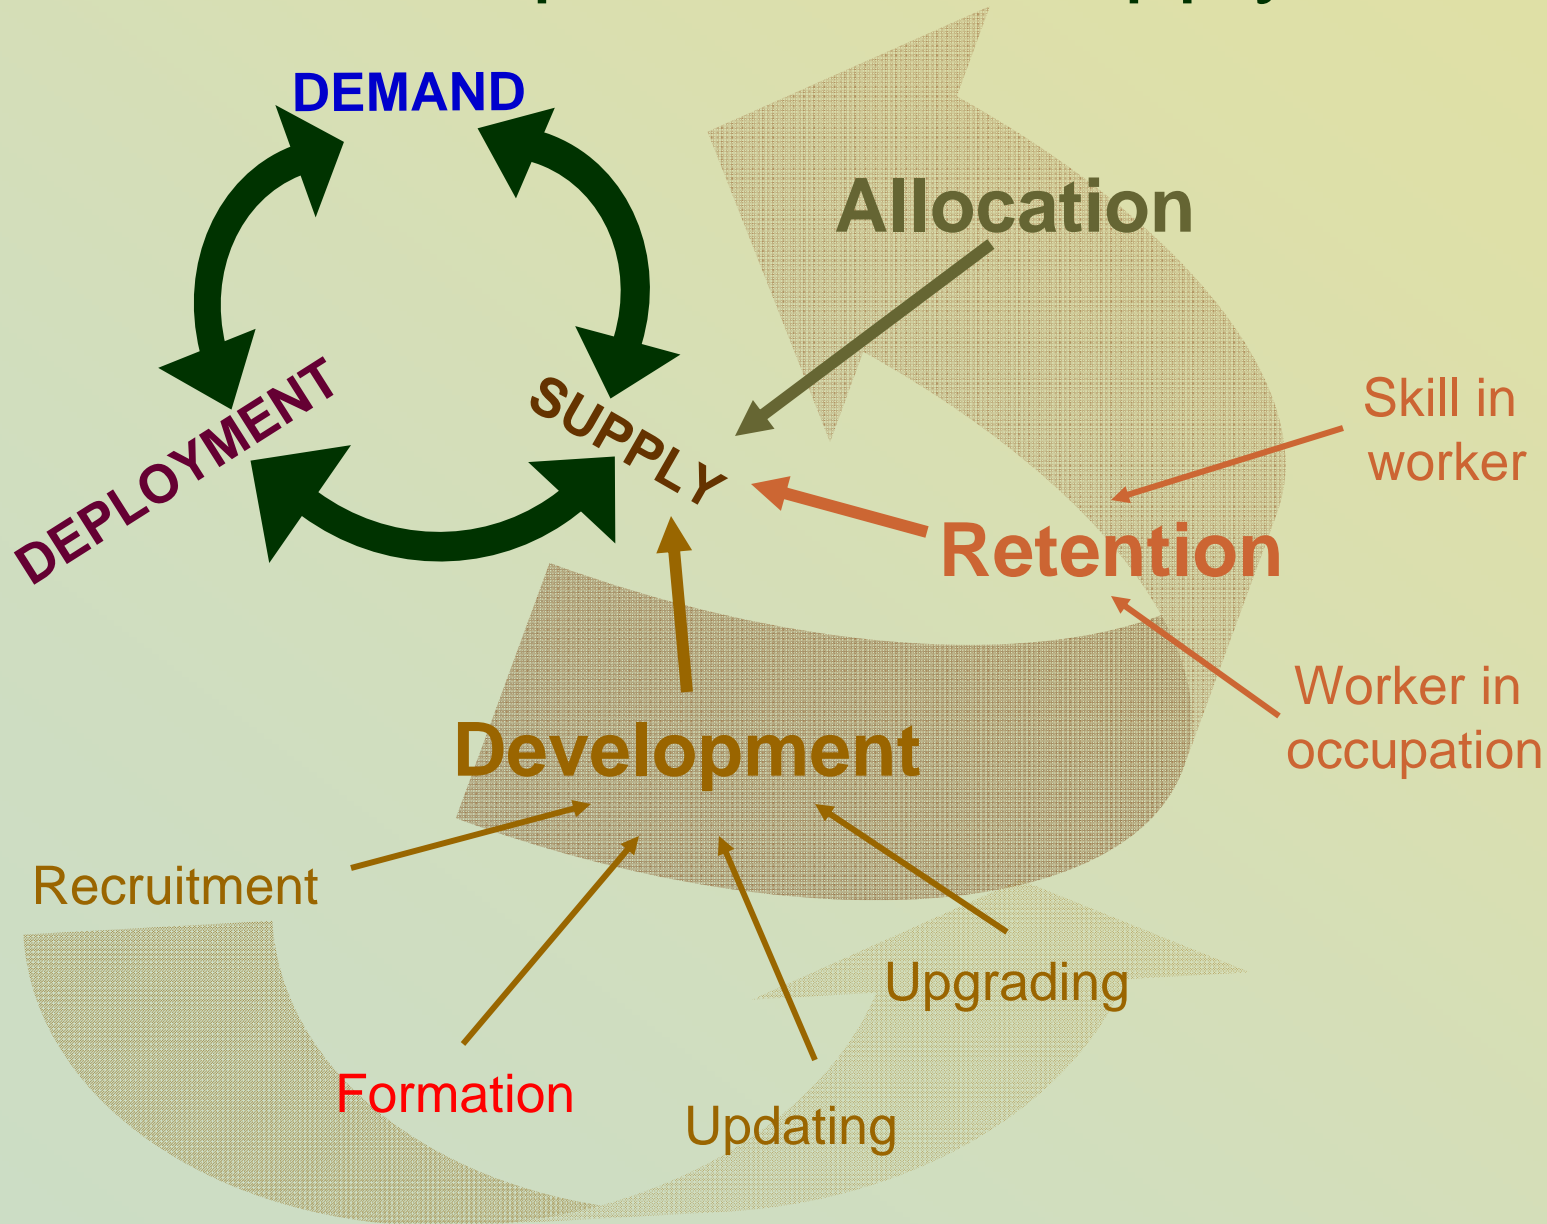 DEMAND
Allocation
DEPLOYMENT
SUPPLY
Skill in
worker
Retention
Worker in
occupation
Development
Recruitment
Upgrading
Formation
Updating